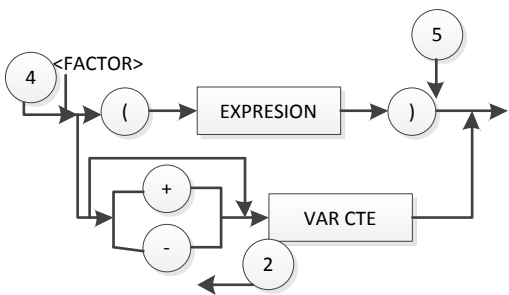 5
4
<FACTOR>
(
EXPRESION
)
+
VAR CTE
-
2